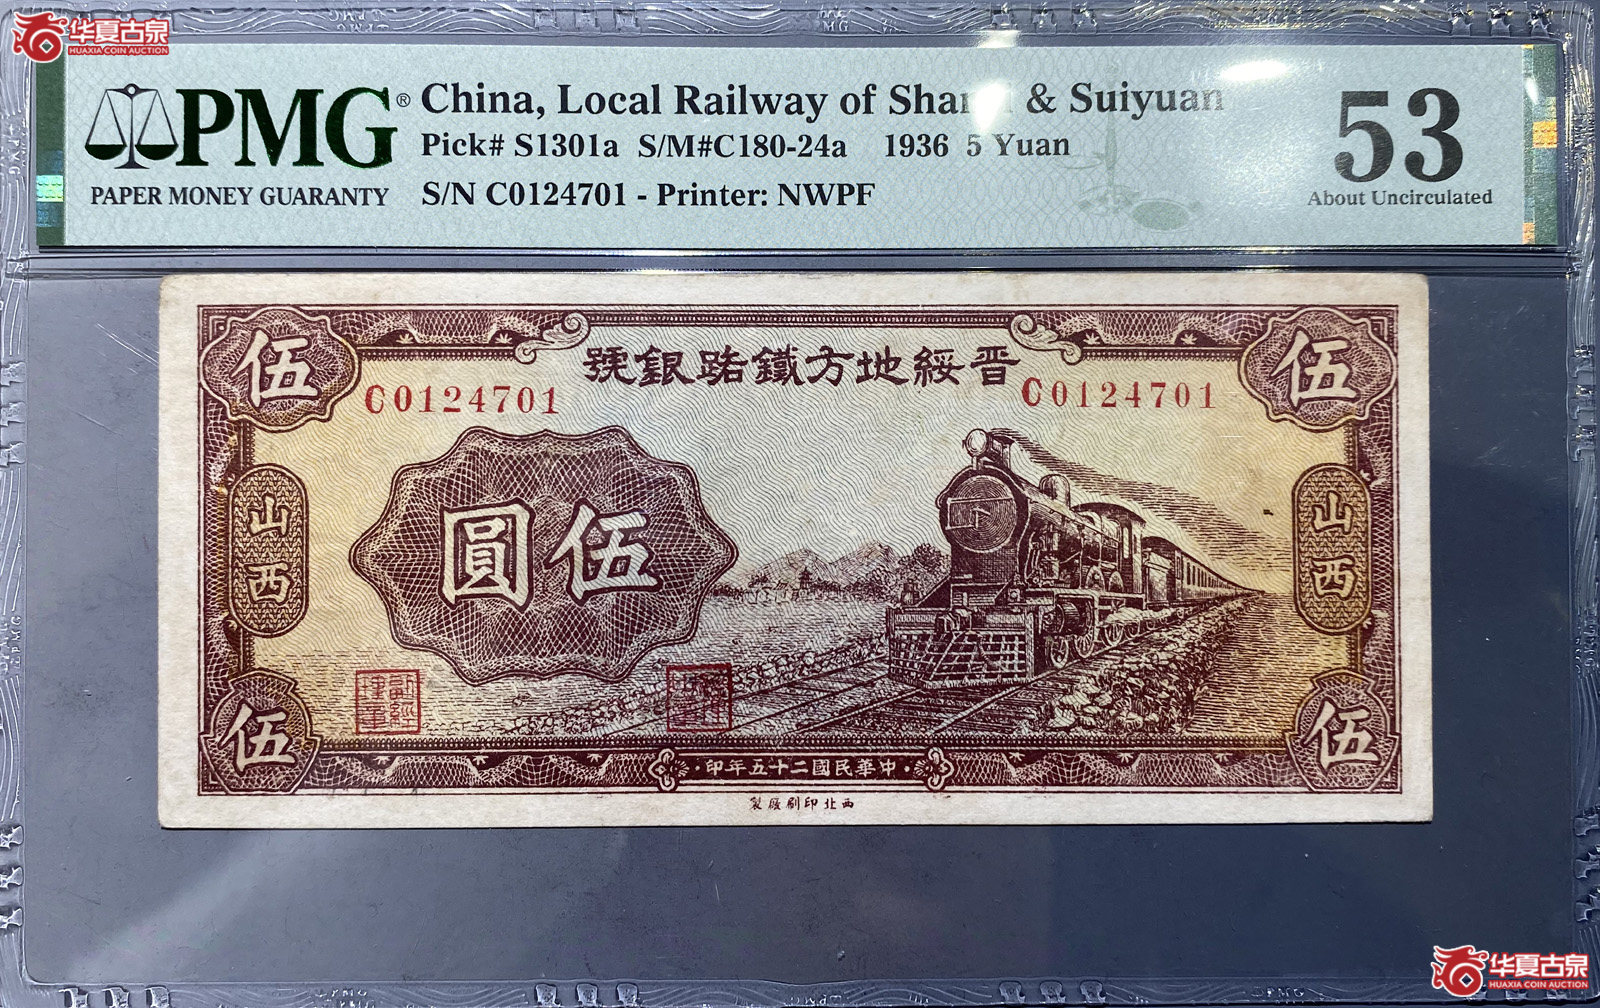 华夏古泉
HUAXIA COIN AUCTION
PMG®
PAPER MONEY GUARANTY
China, Local Railway of Shansi & Suiyuan
Pick# S1301a S/M#C180-24a 1936 5 Yuan
S/N C0124701 - Printer: NWPF
53
About Uncirculated
伍
伍
晋綏地方鐵路銀號
C0124701
C0124701
伍圓
山西
山西
伍
伍
中華民國二十五年印
西北印刷廠製
华夏古泉
HUAXIA COIN AUCTION